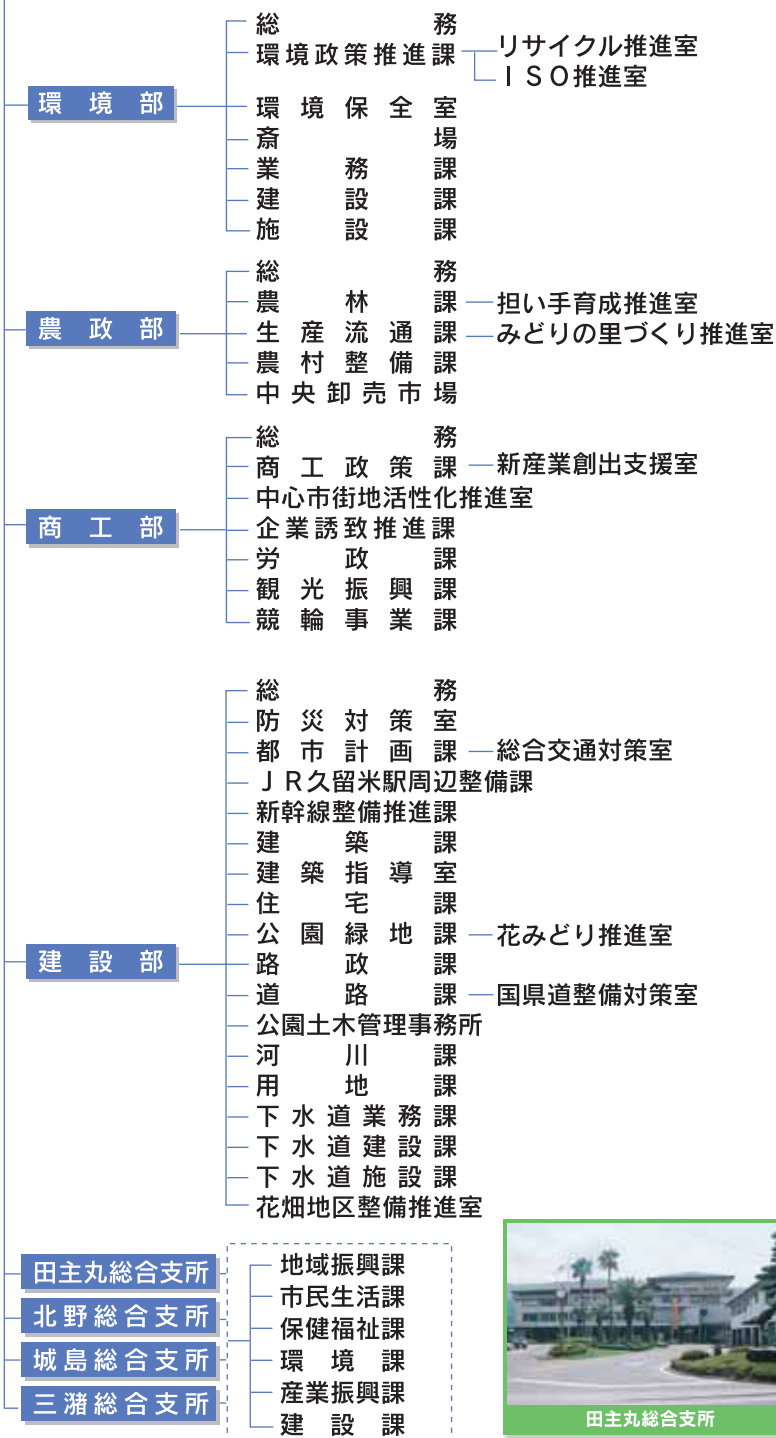 環境部
総務
環境政策推進課
リサイクル推進室
ISO推進室
環境保全室
斎場
業務課
建設課
施設課
農政部
総務
農林課
担い手育成推進室
生産流通課
みどりの里づくり推進室
農村整備課
中央卸売市場
商工部
総務
商工政策課
新産業創出支援室
中心市街地活性化推進室
企業誘致推進課
労政課
観光振興課
競輪事業課
建設部
総務
防災対策室
都市計画課
総合交通対策室
JR久留米駅周辺整備課
新幹線整備推進課
建築課
建築指導室
住宅課
公園緑地課
花みどり推進室
路政課
道路課
国県道整備対策室
公園土木管理事務所
河川課
用地課
下水道業務課
下水道建設課
下水道施設課
花畑地区整備推進室
田主丸総合支所
北野総合支所
城島総合支所
三潴総合支所
地域振興課
市民生活課
保健福祉課
環境課
産業振興課
建設課
田主丸総合支所